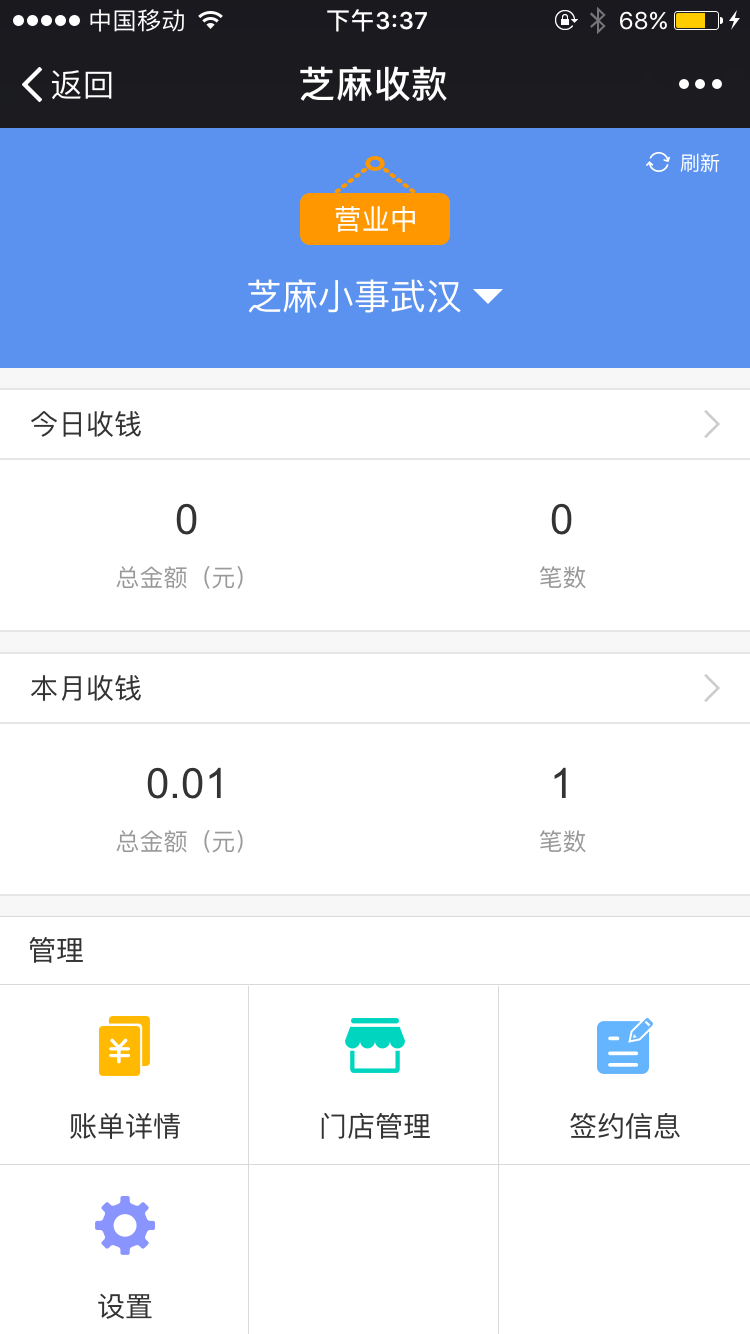 中国移动 下午3:37 68%
返回 芝麻收款
刷新
营业中
芝麻小事武汉
今日收钱
0 0
总金额（元） 笔数
本月收钱
0.01 1
总金额（元） 笔数
管理
¥
账单详情 门店管理 签约信息
设置